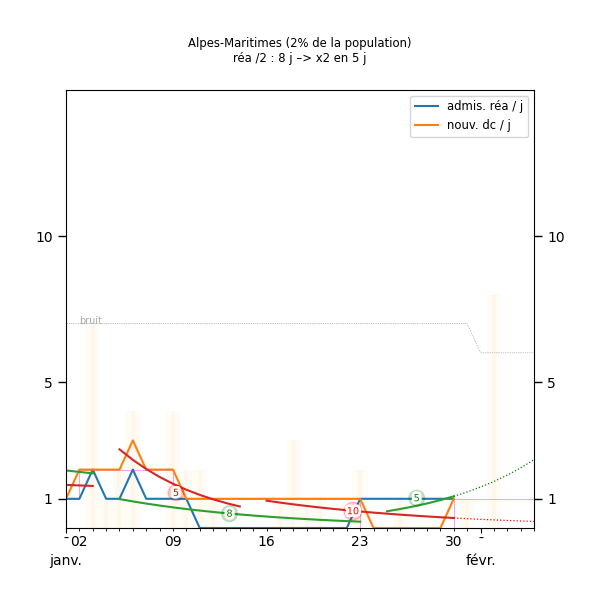 Alpes-Maritimes (2% de la population)
réa /2 : 8 j –> x2 en 5 j
admis. réa / j
nouv. dc / j
10
10
bruit
5
5
5
10
5
8
1
1
02
09
16
23
30
-
janv.
févr.